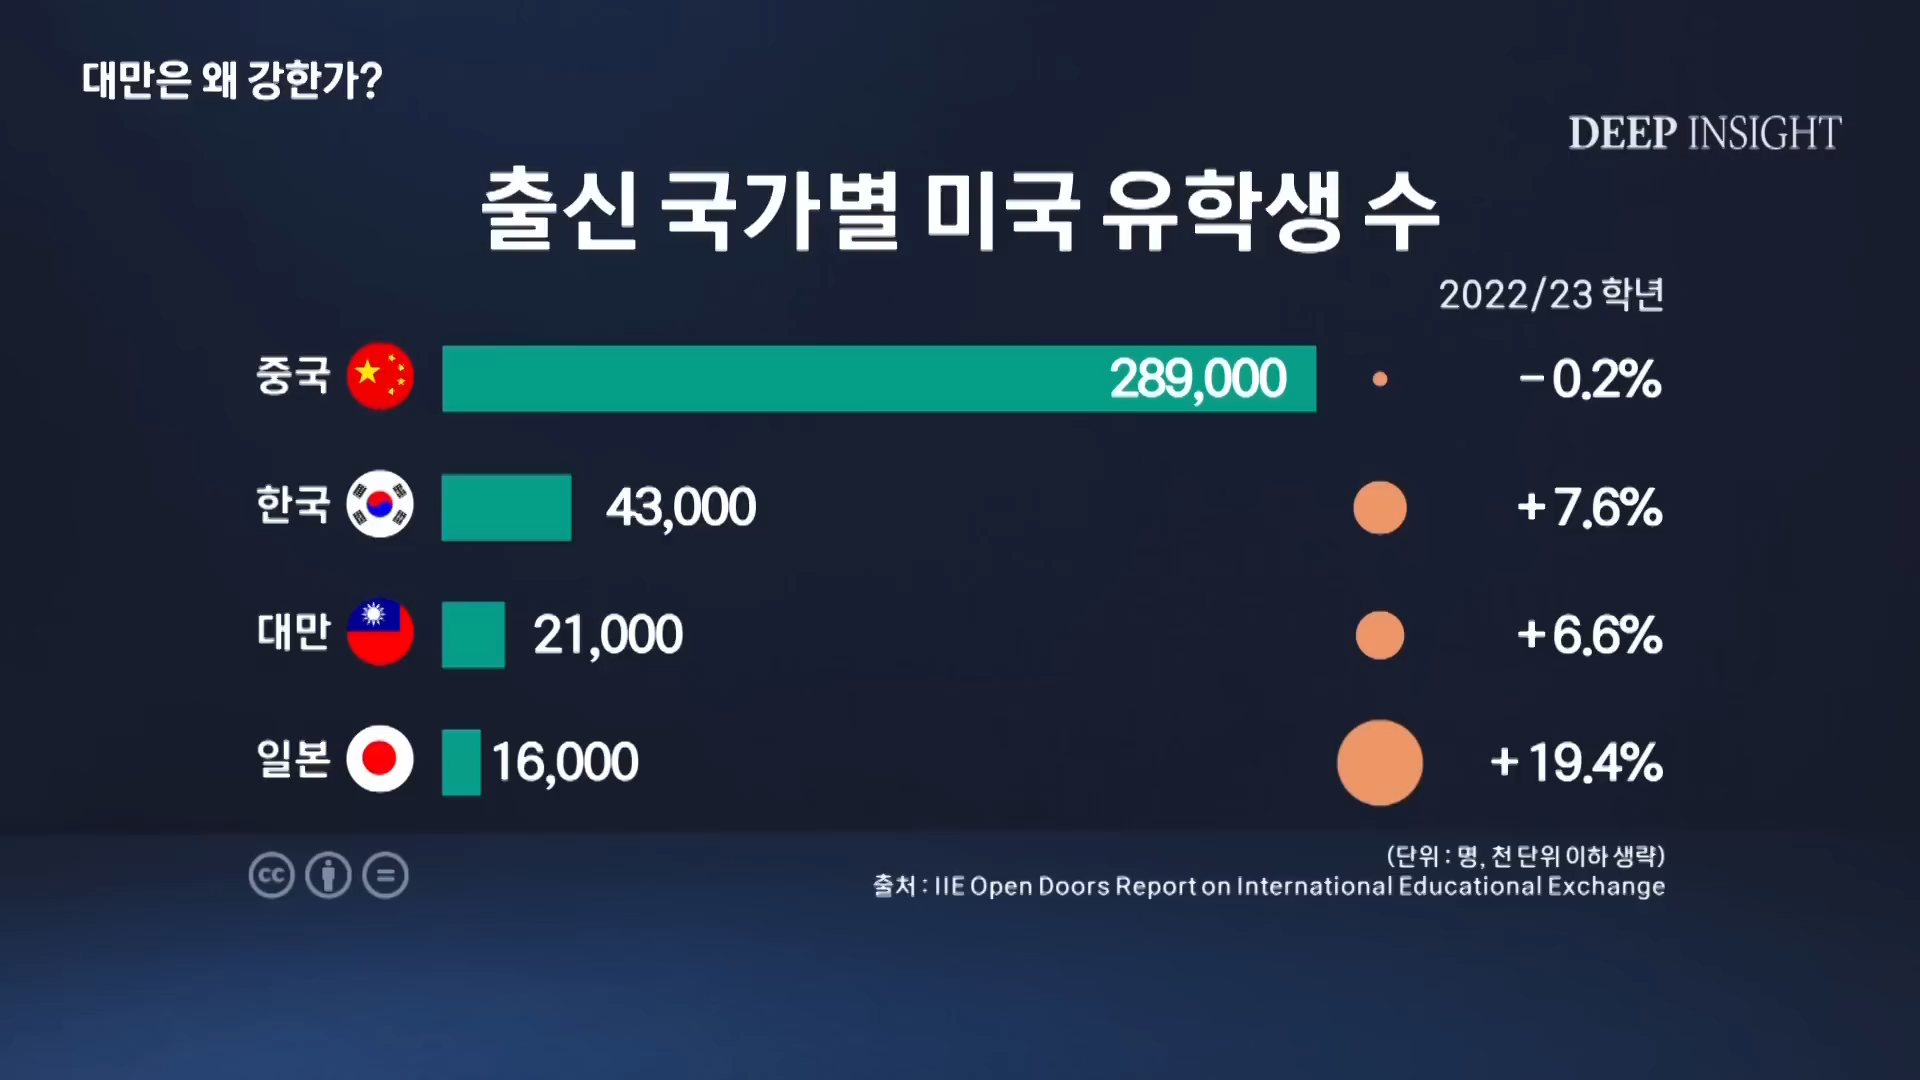 대만은 왜 강한가?
DEEP INSIGHT
출신 국가별 미국 유학생 수
2022/23 학년
중국 289,000 -0.2%
한국 43,000 +7.6%
대만 21,000 +6.6%
일본 16,000 +19.4%
(단위 : 명, 천 단위 이하 생략)
cc =
출처 : IIE Open Doors Report on International Educational Exchange